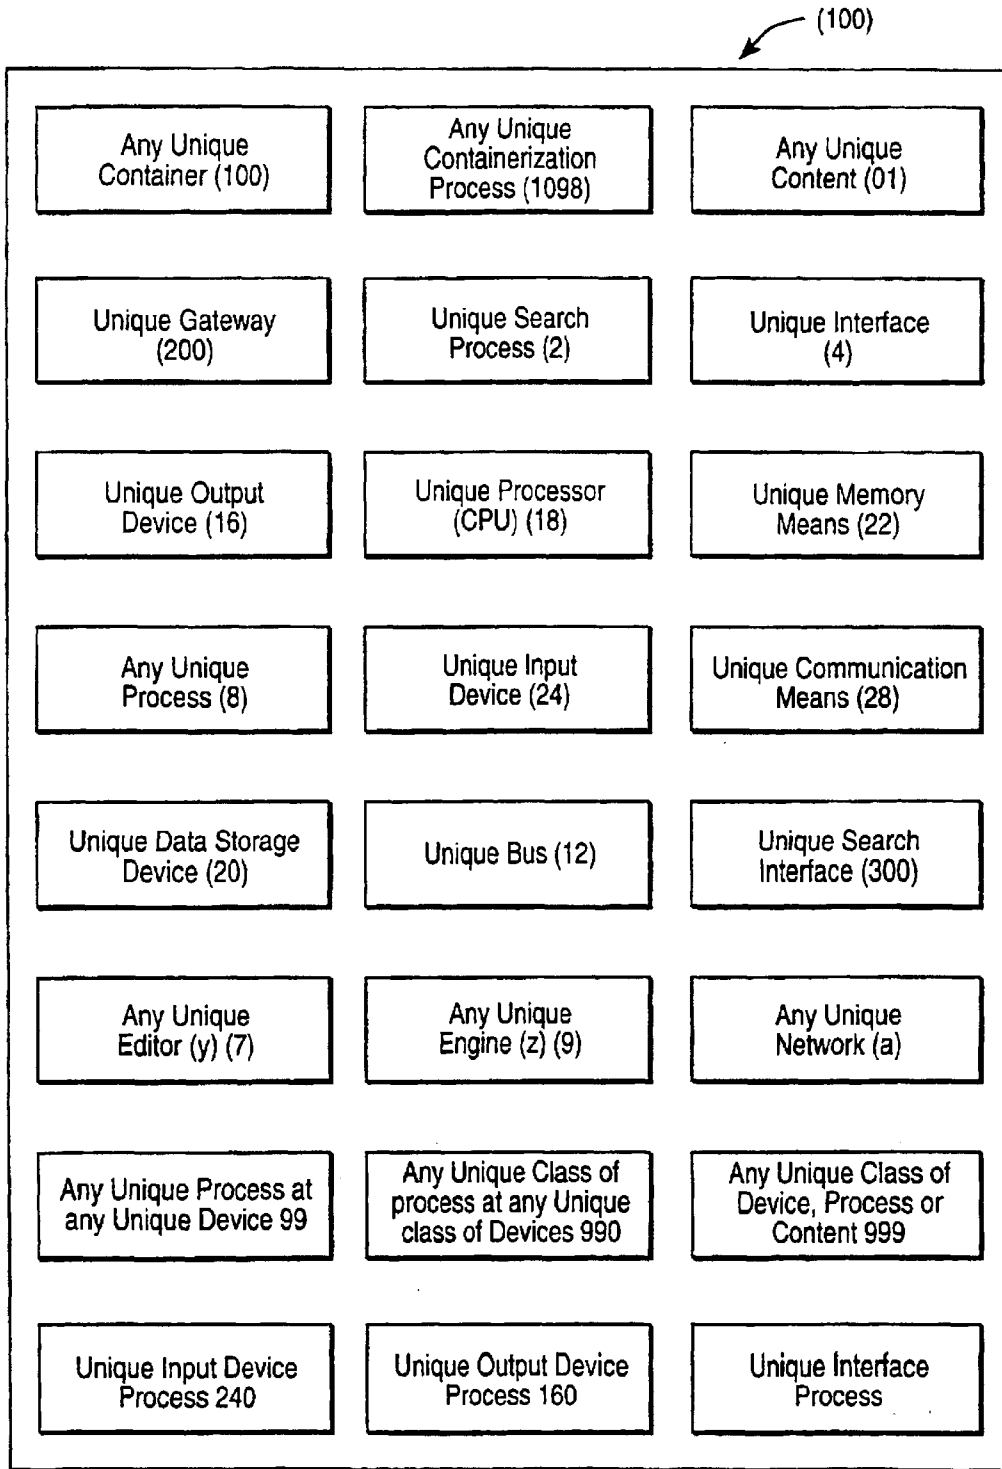 (100)
Any Unique
Container (100)
Any Unique
Containerization
Process (1098)
Any Unique
Content (01)
Unique Gateway
(200)
Unique Search
Process (2)
Unique Interface
(4)
Unique Output
Device (16)
Unique Processor
(CPU) (18)
Unique Memory
Means (22)
Any Unique
Process (8)
Unique Input
Device (24)
Unique Communication
Means (28)
Unique Data Storage
Device (20)
Unique Bus (12)
Unique Search
Interface (300)
Any Unique
Editor (y) (7)
Any Unique
Engine (z) (9)
Any Unique
Network (a)
Any Unique Process at
any Unique Device 99
Any Unique Class of
process at any Unique
class of Devices 990
Any Unique Class of
Device, Process or
Content 999
Unique Input Device
Process 240
Unique Output Device
Process 160
Unique Interface
Process